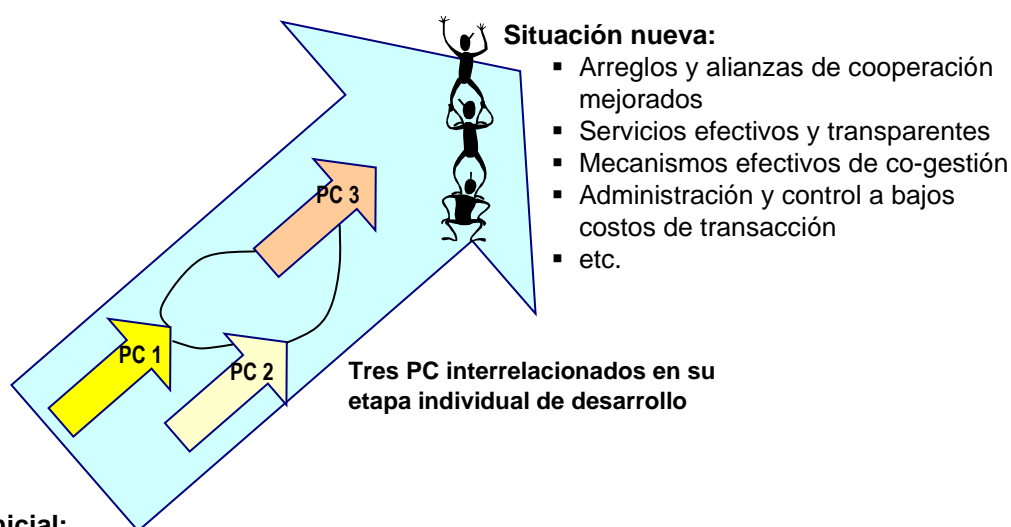 Situación nueva:
▪ Arreglos y alianzas de cooperación
mejorados
▪ Servicios efectivos y transparentes
▪ Mecanismos efectivos de co-gestión
▪ Administración y control a bajos
costos de transacción
▪ etc.
PC 3
PC 1
PC 2
Tres PC interrelacionados en su
etapa individual de desarrollo